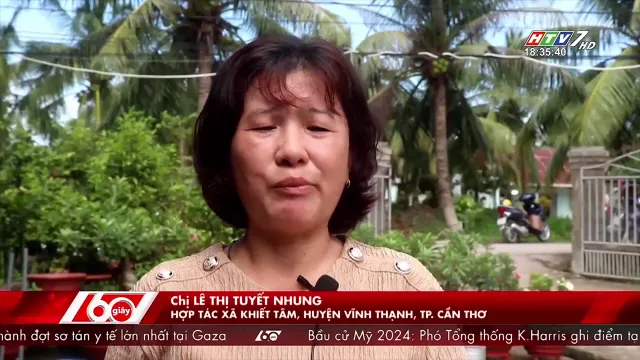 HTV7 HD
18:35:40
60 giây
Chị LÊ THỊ TUYẾT NHUNG
HỢP TÁC XÃ KHIẾT TÂM, HUYỆN VĨNH THẠNH, TP. CẦN THƠ
hành đợt sơ tán y tế lớn nhất tại Gaza 60 Bầu cử Mỹ 2024: Phó Tổng thống K.Harris ghi điểm tạ